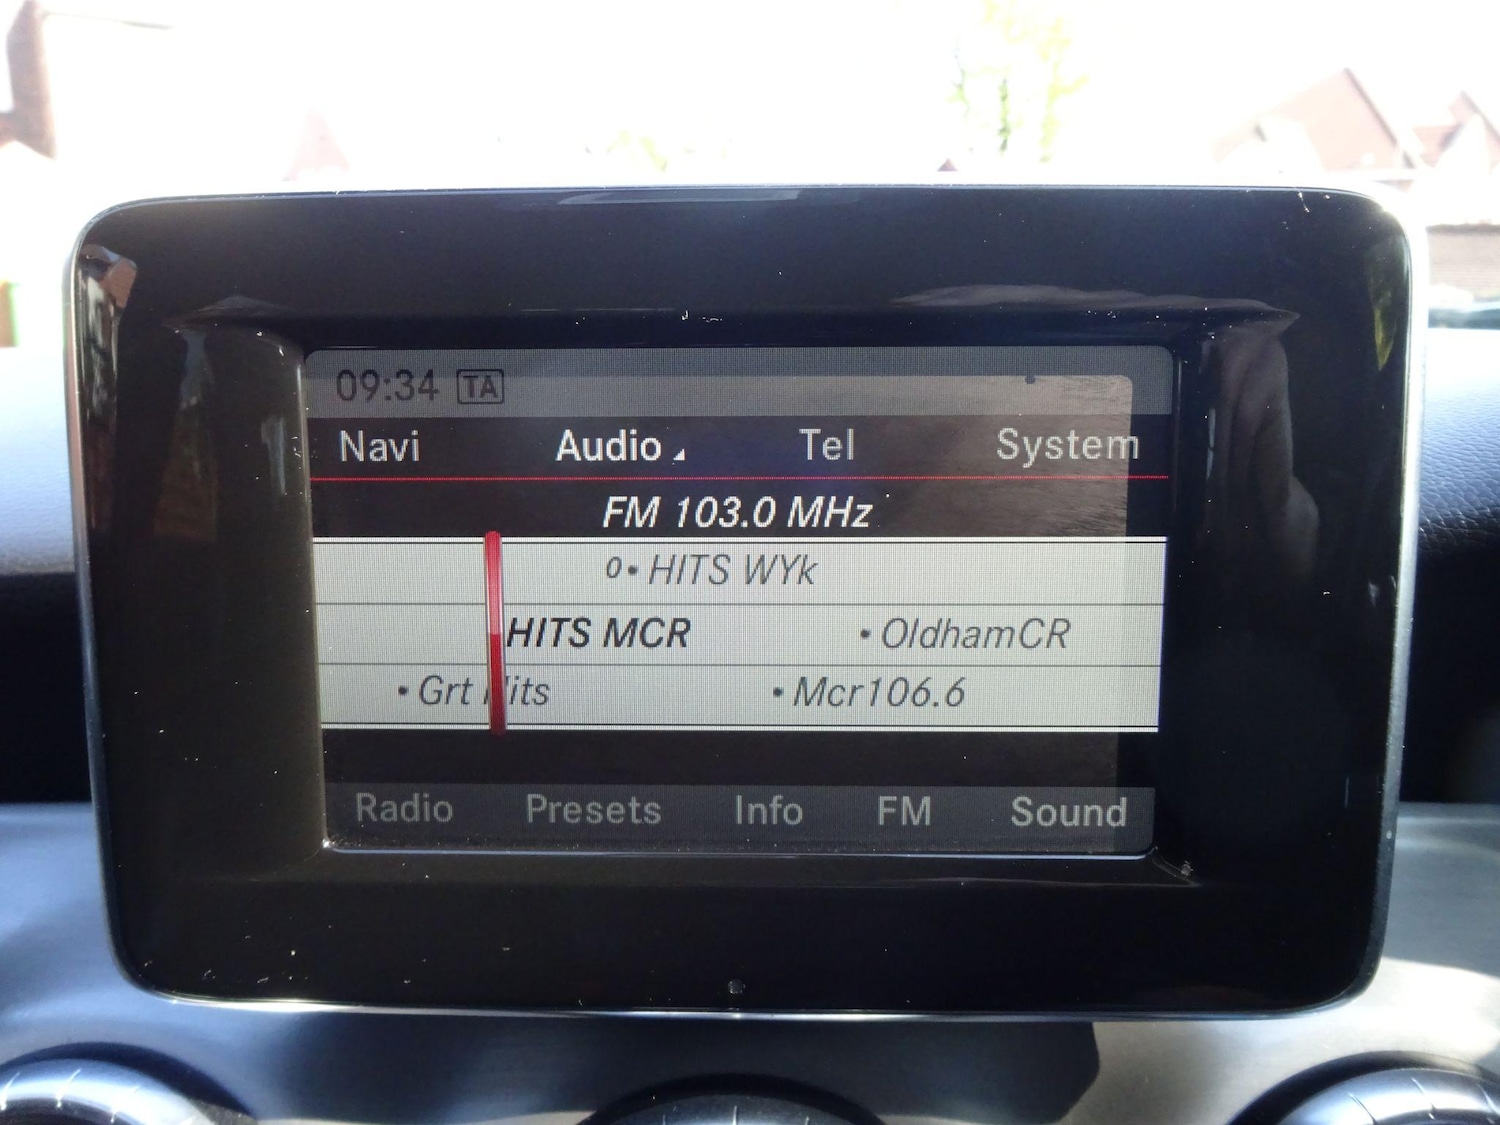 09:34 TA
Navi Audio Tel System
FM 103.0 MHz
0• HITS WYk
HITS MCR • OldhamCR
• Grt Hits • Mcr106.6
Radio Presets Info FM Sound